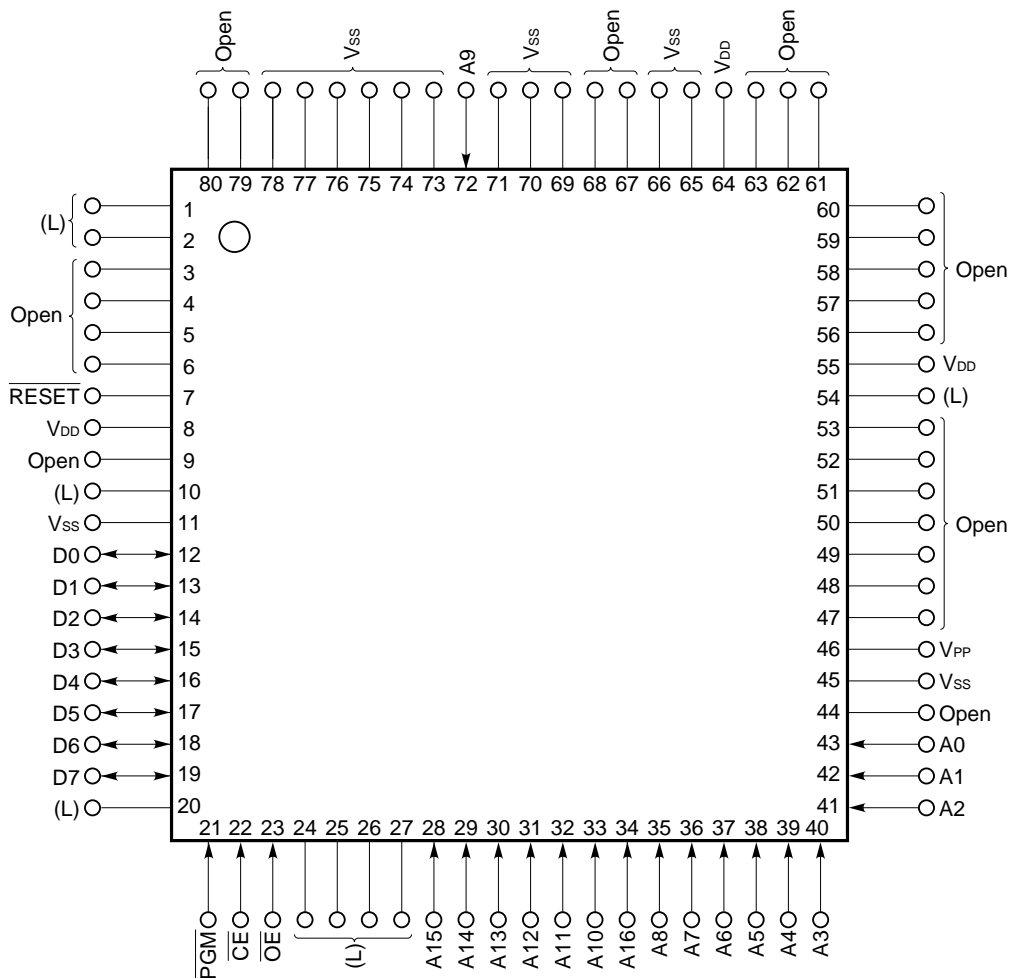 Open
VSS
A9
VSS
Open
VSS
VDD
Open
80 79 78 77 76 75 74 73 72 71 70 69 68 67 66 65 64 63 62 61
(L)
1
2
Open
3
4
5
6
RESET 7
VDD 8
Open 9
(L) 10
VSS 11
D0 12
D1 13
D2 14
D3 15
D4 16
D5 17
D6 18
D7 19
(L) 20
60
59
58
57
56
Open
55 VDD
54 (L)
53
52
51
50
49
48
47
Open
46 VPP
45 VSS
44 Open
43 A0
42 A1
41 A2
21 22 23 24 25 26 27 28 29 30 31 32 33 34 35 36 37 38 39 40
PGM
CE
OE
(L)
A15
A14
A13
A12
A11
A10
A16
A8
A7
A6
A5
A4
A3